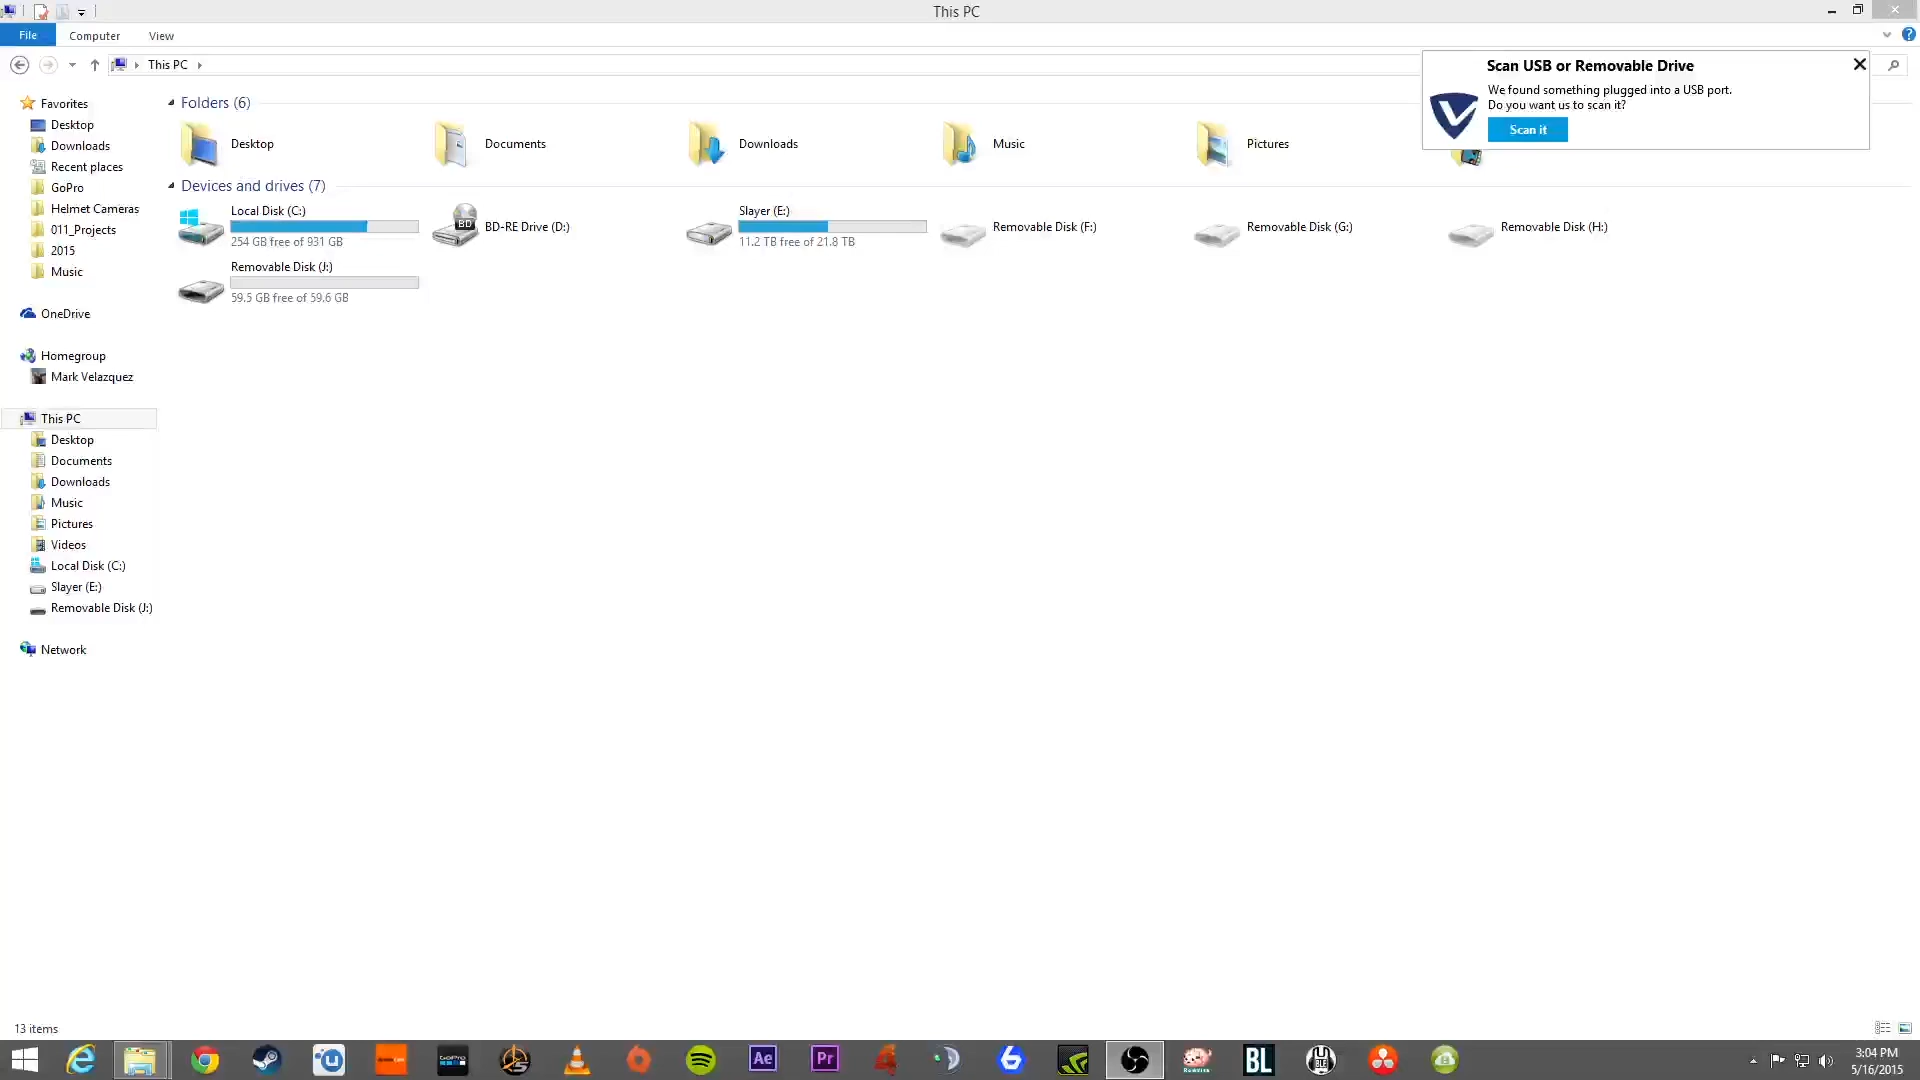 This PC
File
Computer
View
This PC
Scan USB or Removable Drive
We found something plugged into a USB port.
Do you want us to scan it?
Scan it
Favorites
Desktop
Downloads
Recent places
GoPro
Helmet Cameras
011_Projects
2015
Music
OneDrive
Homegroup
Mark Velazquez
This PC
Desktop
Documents
Downloads
Music
Pictures
Videos
Local Disk (C:)
Slayer (E:)
Removable Disk (J:)
Network
Folders (6)
Desktop
Documents
Downloads
Music
Pictures
Devices and drives (7)
Local Disk (C:)
254 GB free of 931 GB
BD
BD-RE Drive (D:)
Slayer (E:)
11.2 TB free of 21.8 TB
Removable Disk (F:)
Removable Disk (G:)
Removable Disk (H:)
Removable Disk (J:)
59.5 GB free of 59.6 GB
13 items
GoPro
Ae
Pr
BL
3:04 PM
5/16/2015